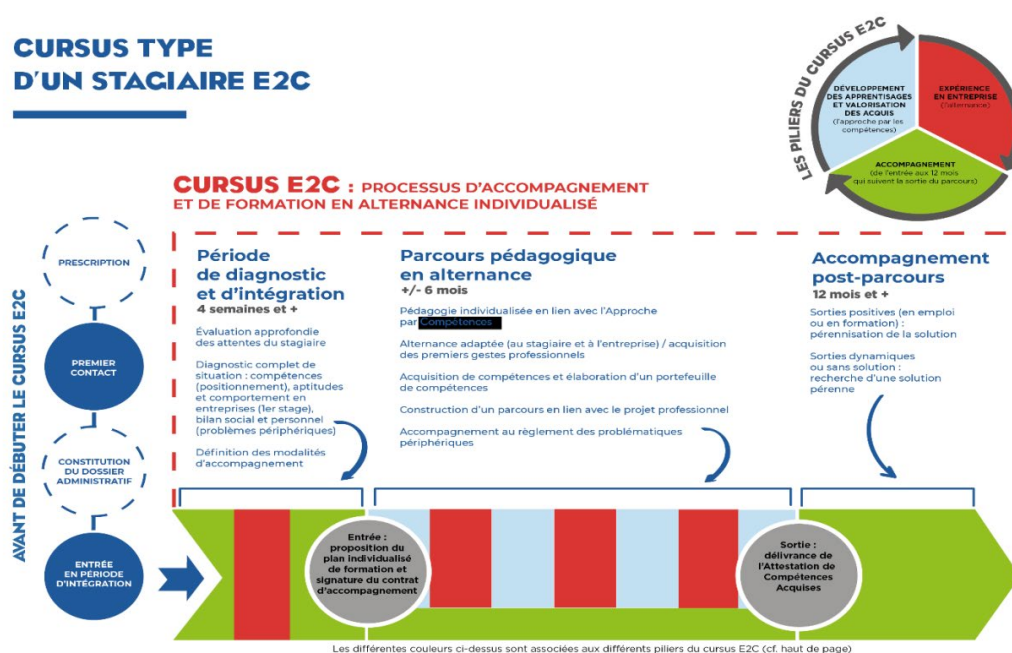 CURSUS TYPE
D'UN STAGIAIRE E2C
LES PILIERS DU CURSUS E2C
DÉVELOPPEMENT
DES APPRENTISAGES
ET VALORISATION
DES ACQUIS
(l'approche par les
compétences)
EXPÉRIENCE
EN ENTREPRISE
(l'alternance)
ACCOMPAGNEMENT
(de l'entrée aux 12 mois
qui suivent la sortie du parcours)
CURSUS E2C : PROCESSUS D'ACCOMPAGNEMENT
ET DE FORMATION EN ALTERNANCE INDIVIDUALISÉ
AVANT DE DÉBUTER LE CURSUS E2C
PRESCRIPTION
PREMIER
CONTACT
CONSTITUTION
DU DOSSIER
ADMINISTRATIF
ENTRÉE
EN PÉRIODE
D'INTÉGRATION
Période
de diagnostic
et d'intégration
4 semaines et +
Évaluation approfondie
des attentes du stagiaire
Diagnostic complet de
situation : compétences
(positionnement), aptitudes
et comportement en
entreprises (1er stage),
bilan social et personnel
(problèmes périphériques)
Définition des modalités
d'accompagnement
Parcours pédagogique
en alternance
+/- 6 mois
Pédagogie individualisée en lien avec l'Approche
par Compétences
Alternance adaptée (au stagiaire et à l'entreprise) / acquisition
des premiers gestes professionnels
Acquisition de compétences et élaboration d'un portefeuille
de compétences
Construction d'un parcours en lien avec le projet professionnel
Accompagnement au règlement des problématiques
périphériques
Accompagnement
post-parcours
12 mois et +
Sorties positives (en emploi
ou en formation) :
pérennisation de la solution
Sorties dynamiques
ou sans solution :
recherche d'une solution
pérenne
Entrée :
proposition du
plan individualisé
de formation et
signature du contrat
d'accompagnement
Sortie :
délivrance de
l'Attestation de
Compétences
Acquises
Les différentes couleurs ci-dessus sont associées aux différents piliers du cursus E2C (cf. haut de page)